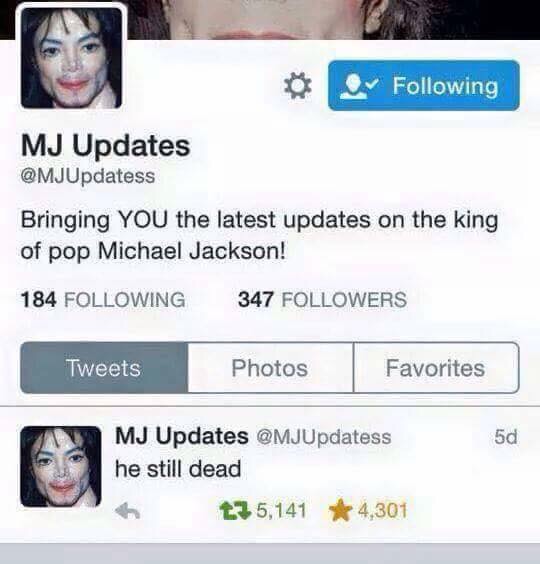 Following
MJ Updates
@MJUpdatess
Bringing YOU the latest updates on the king
of pop Michael Jackson!
184 FOLLOWING 347 FOLLOWERS
Tweets Photos Favorites
MJ Updates @MJUpdatess 5d
he still dead
5,141 4,301